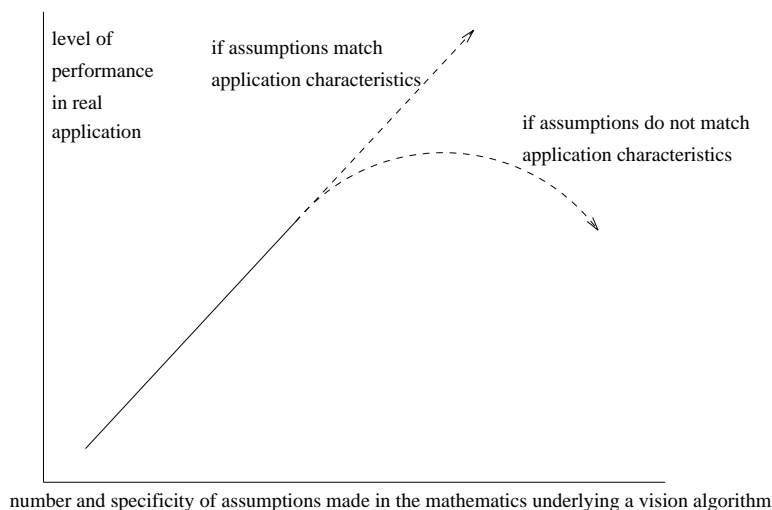 level of
performance
in real
application
if assumptions match
application characteristics
if assumptions do not match
application characteristics
number and specificity of assumptions made in the mathematics underlying a vision algorithm